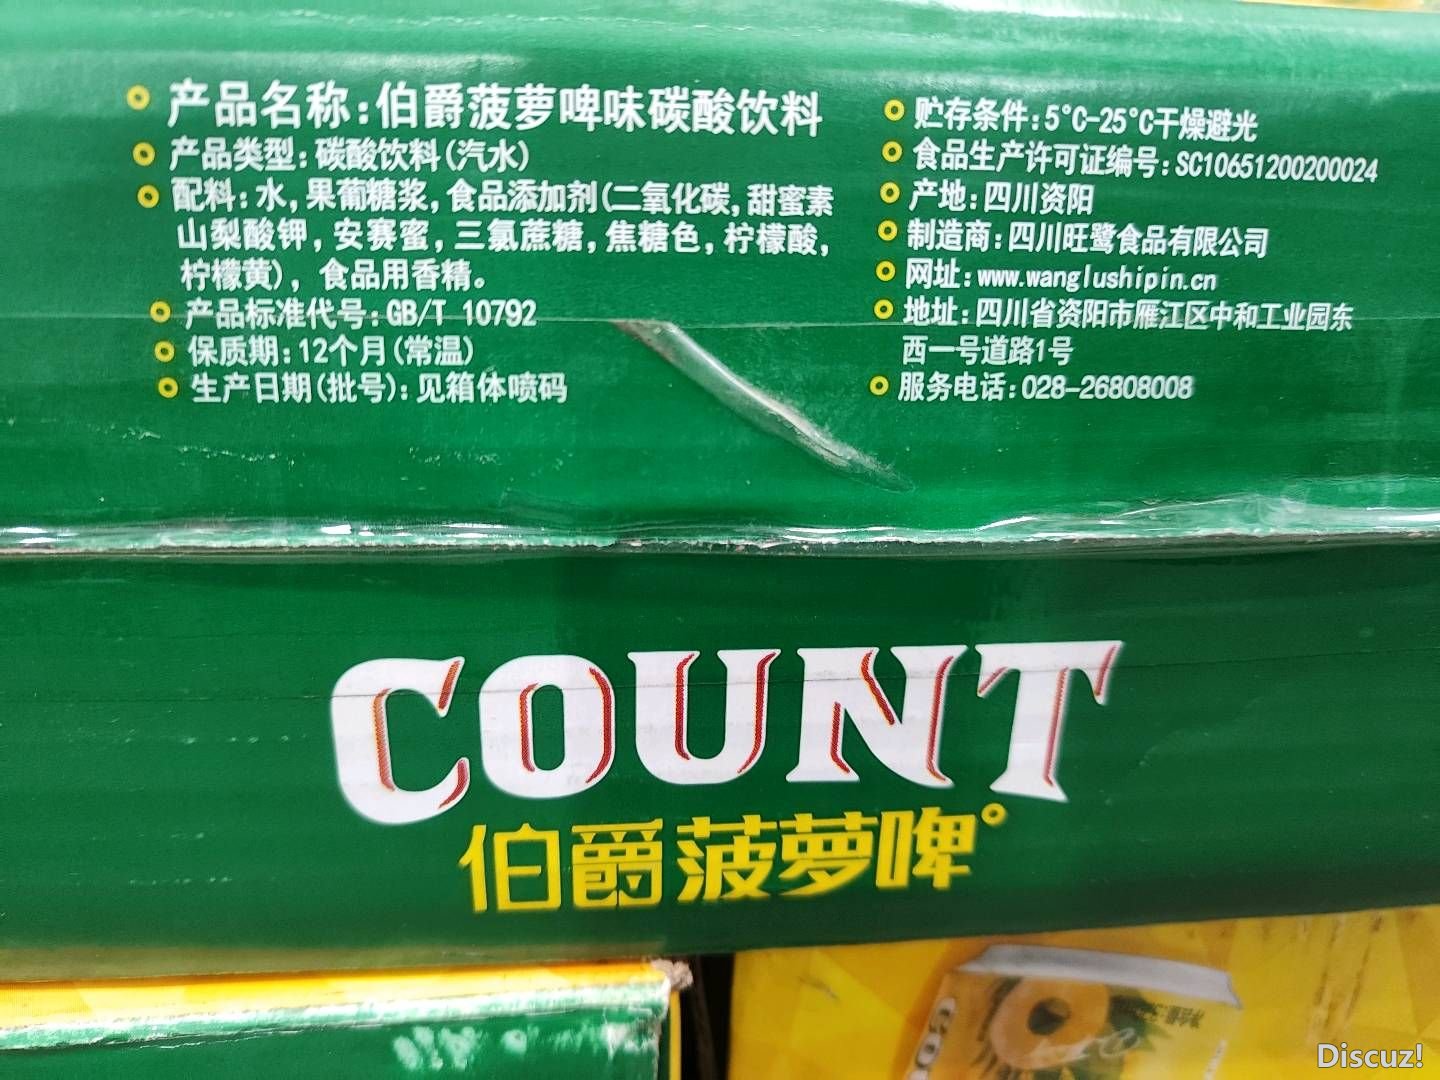 产品名称:伯爵菠萝啤味碳酸饮料
产品类型:碳酸饮料(汽水)
配料:水,果葡糖浆,食品添加剂(二氧化碳,甜蜜素
山梨酸钾,安赛蜜,三氯蔗糖,焦糖色,柠檬酸,
柠檬黄),食品用香精。
产品标准代号:GB/T 10792
保质期:12个月(常温)
生产日期(批号):见箱体喷码
贮存条件:5°C-25°C干燥避光
食品生产许可证编号:SC10651200200024
产地:四川资阳
制造商:四川旺鹭食品有限公司
网址:www.wanglushipin.cn
地址:四川省资阳市雁江区中和工业园东
西一号道路1号
服务电话:028-26808008
COUNT
伯爵菠萝啤°
Discuz!